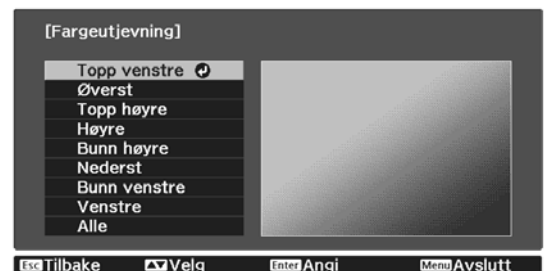 [Fargeutjevning]
Topp venstre
Øverst
Topp høyre
Høyre
Bunn høyre
Nederst
Bunn venstre
Venstre
Alle
Esc Tilbake Velg Enter Angi Menu Avslutt